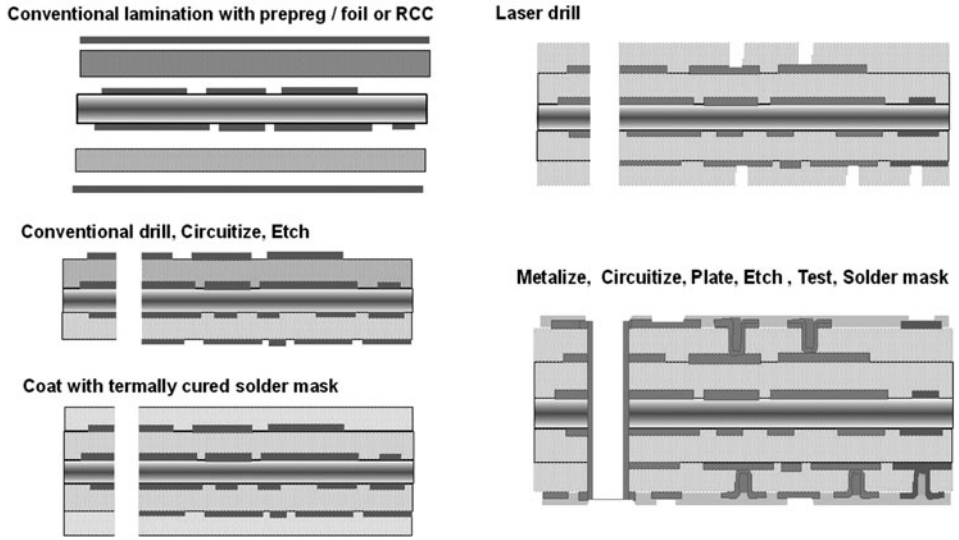 Conventional lamination with prepreg / foil or RCC
Conventional drill, Circuitize, Etch
Coat with termally cured solder mask
Laser drill
Metalize, Circuitize, Plate, Etch , Test, Solder mask